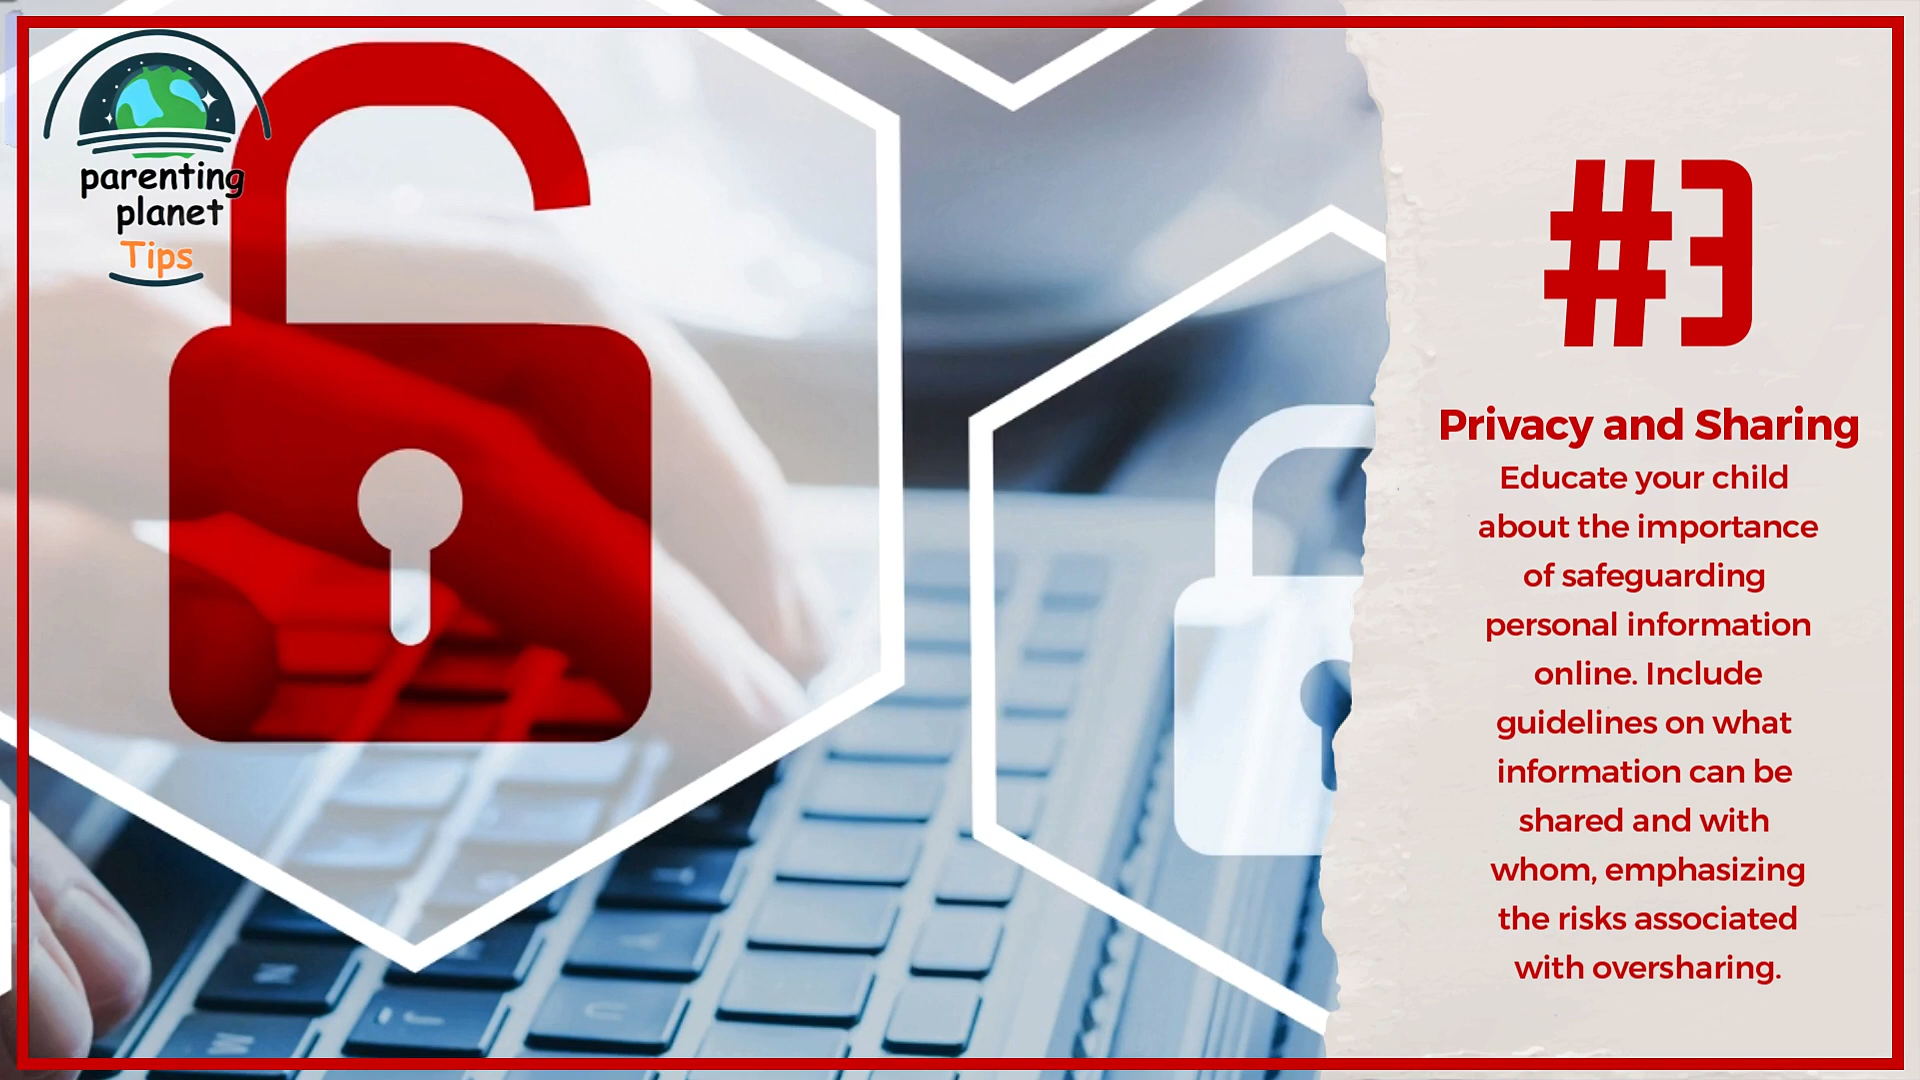 parenting
planet
Tips
#3
Privacy and Sharing
Educate your child
about the importance
of safeguarding
personal information
online. Include
guidelines on what
information can be
shared and with
whom, emphasizing
the risks associated
with oversharing.